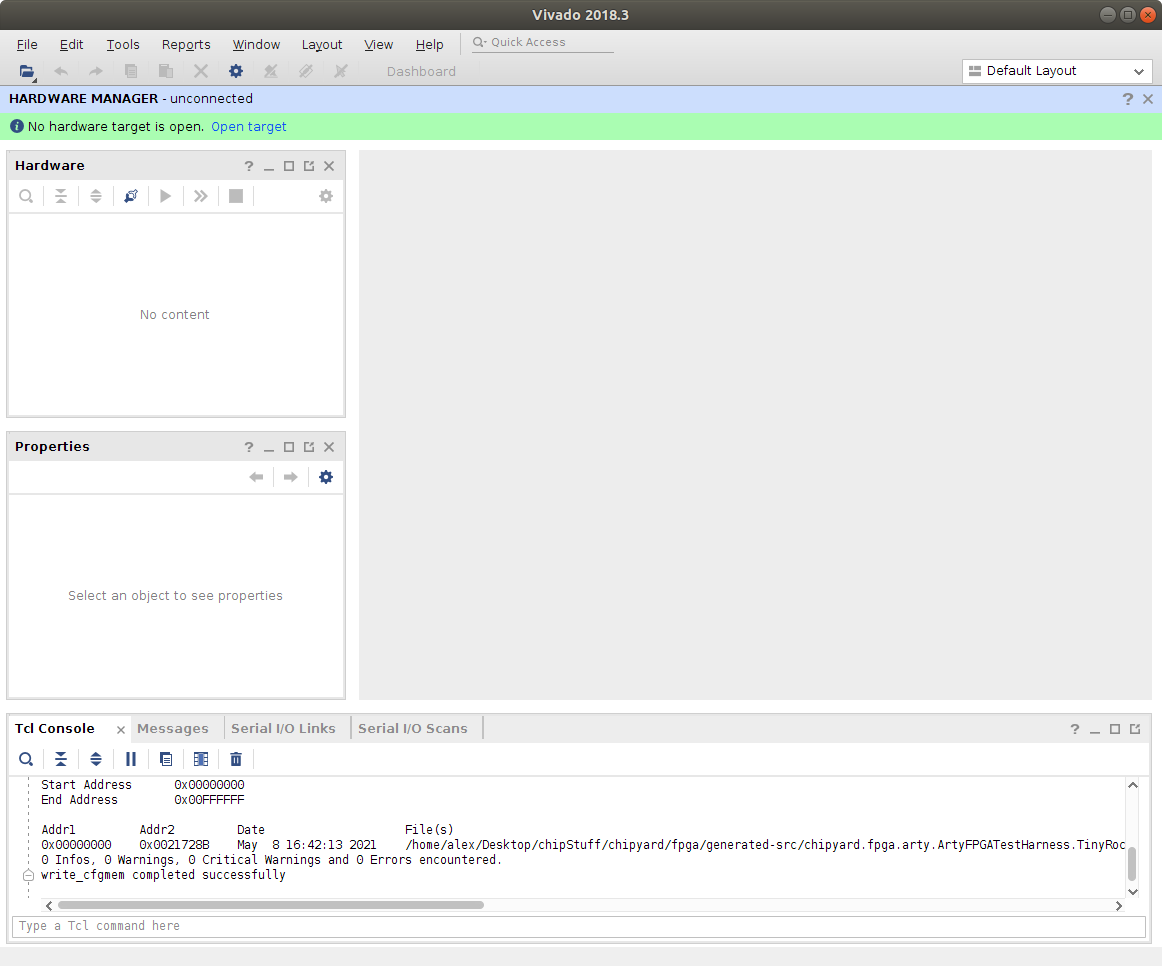 Vivado 2018.3
File Edit Tools Reports Window Layout View Help Q- Quick Access
Dashboard Default Layout
HARDWARE MANAGER - unconnected ?
i No hardware target is open. Open target
Hardware ?
No content
Properties ?
Select an object to see properties
Tcl Console Messages Serial I/O Links Serial I/O Scans ?
Start Address 0x00000000
End Address 0x00FFFFFF
Addr1 Addr2 Date File(s)
0x00000000 0x0021728B May 8 16:42:13 2021 /home/alex/Desktop/chipStuff/chipyard/fpga/generated-src/chipyard.fpga.arty.ArtyFPGATestHarness.TinyRoc
0 Infos, 0 Warnings, 0 Critical Warnings and 0 Errors encountered.
write_cfgmem completed successfully
Type a Tcl command here